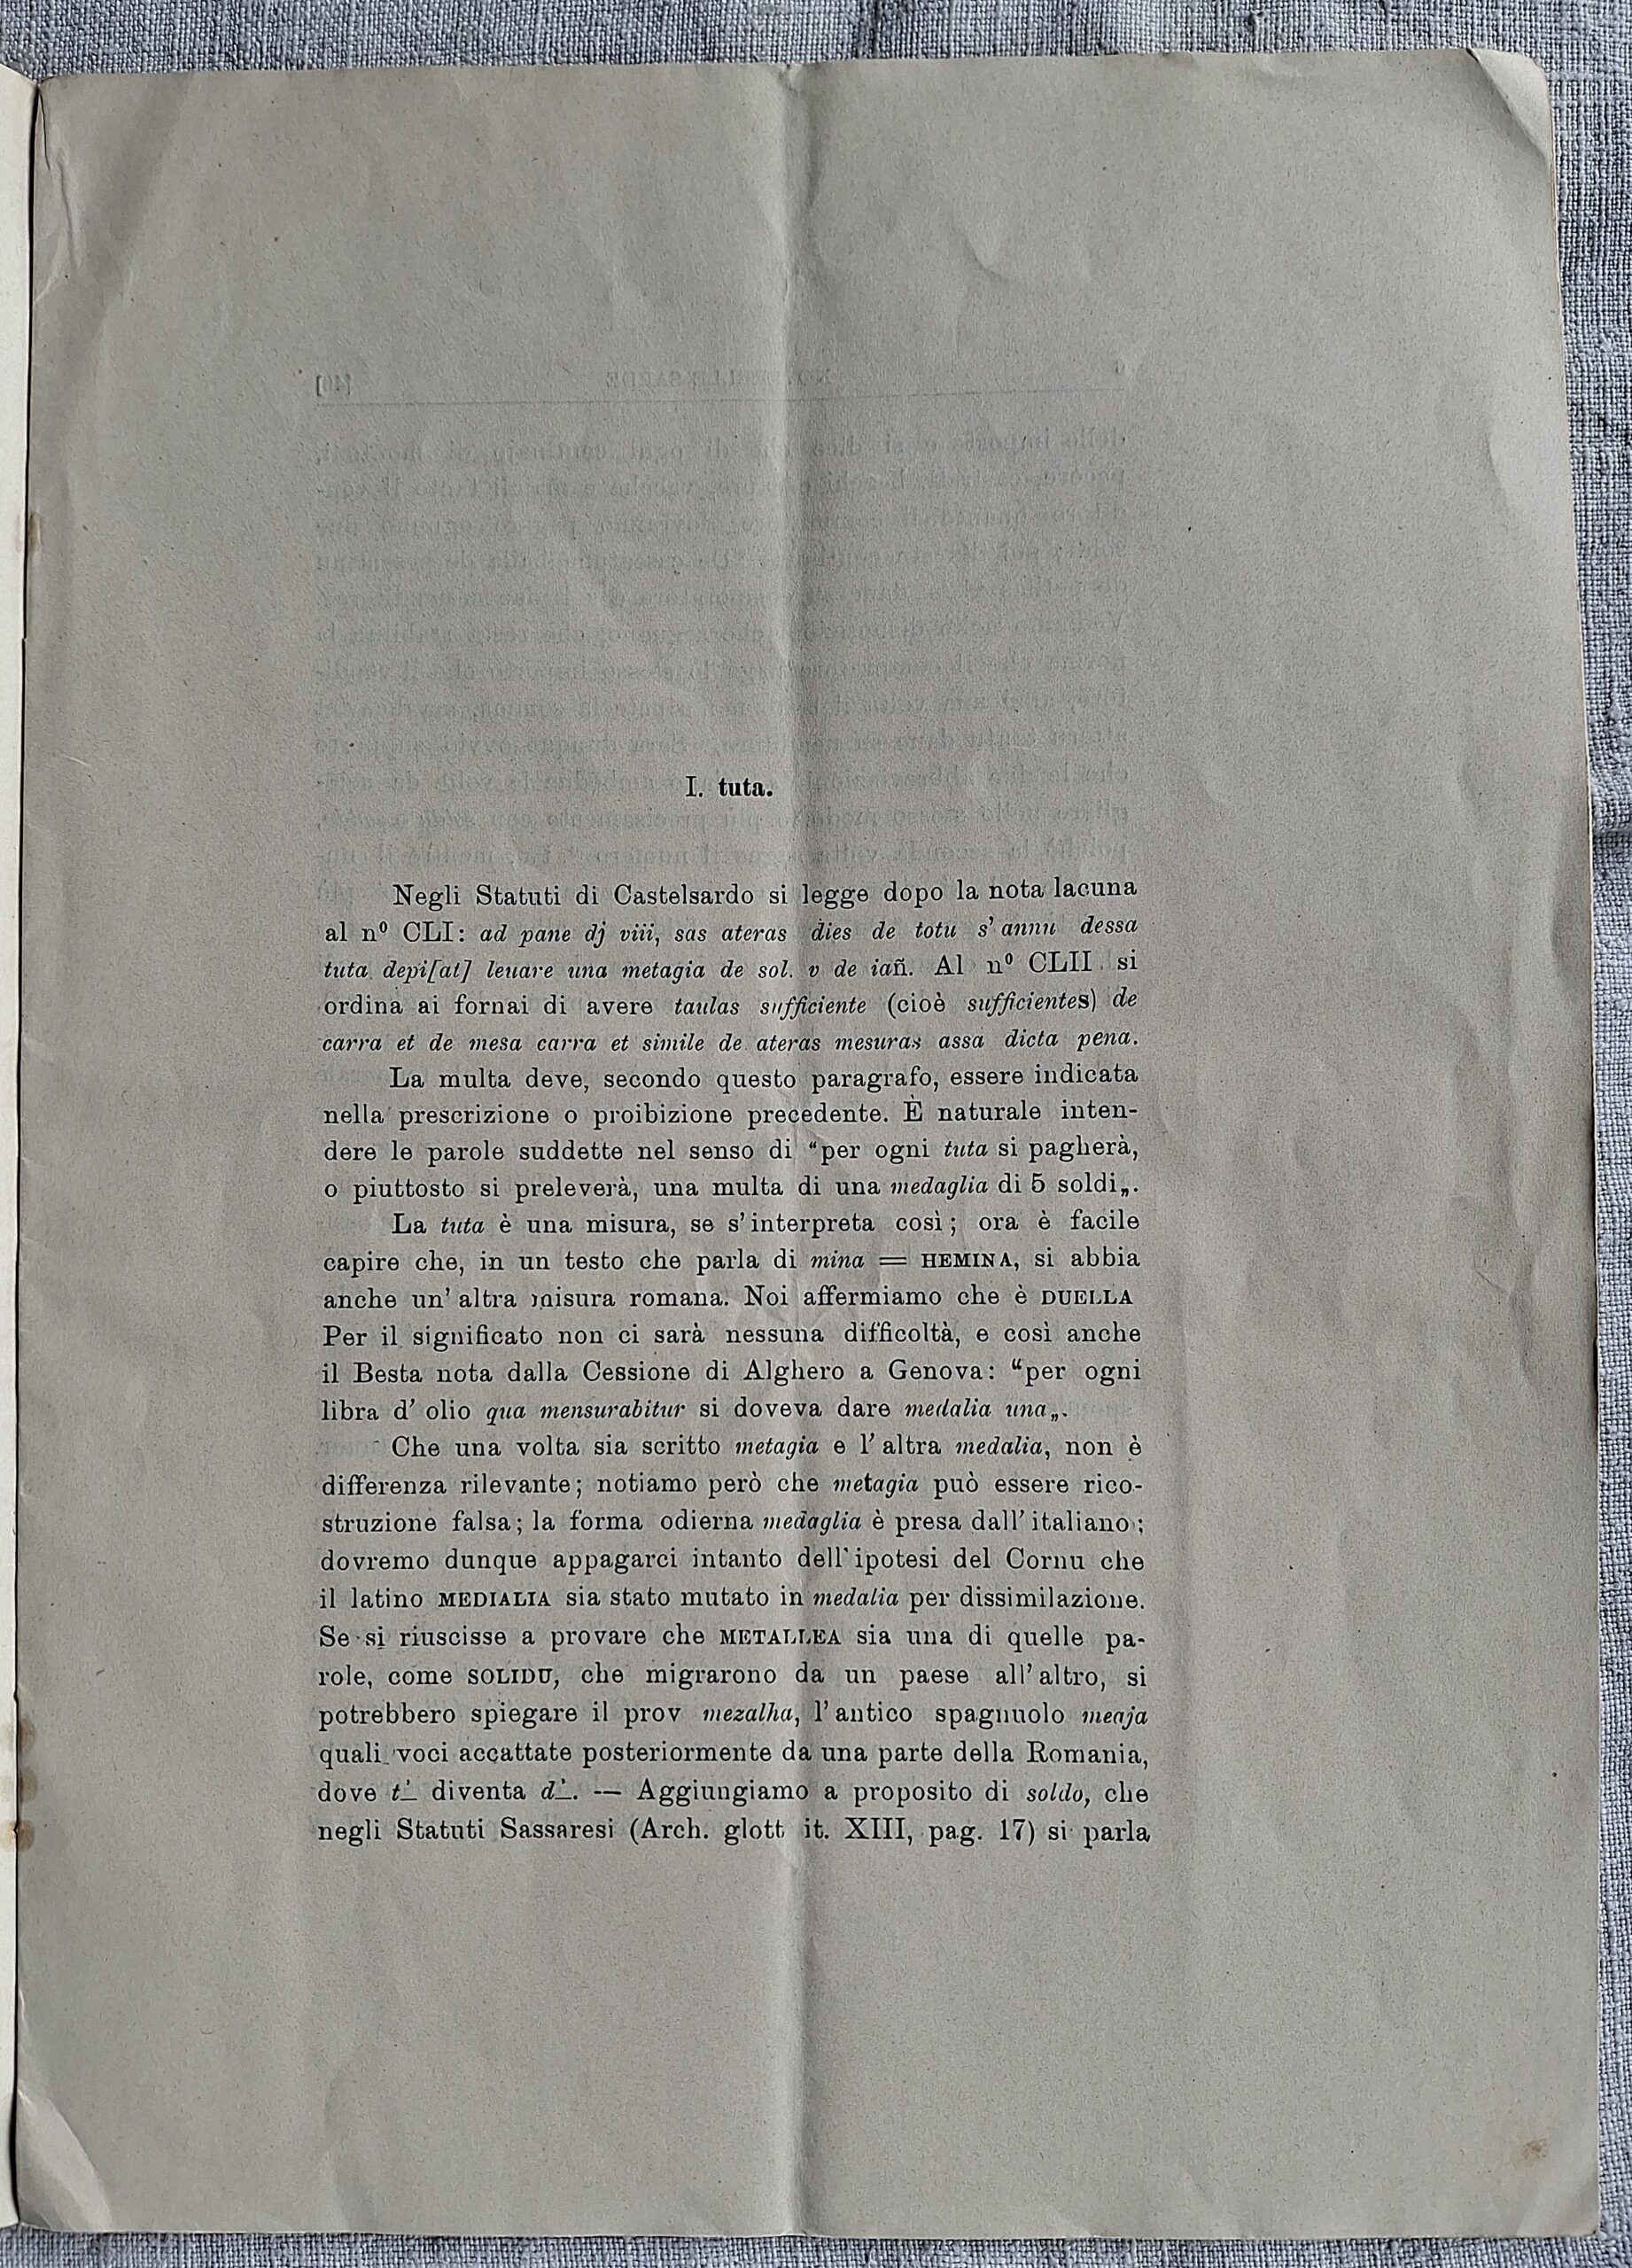 I. tuta.
Negli Statuti di Castelsardo si legge dopo la nota lacuna
al nº CLI: ad pane dj viii, sas ateras dies de totu s' annu dessa
tuta depi[at] leuare una metagia de sol. v de iañ. Al nº CLII si
ordina ai fornai di avere taulas sufficiente (cioè sufficientes) de
carra et de mesa carra et simile de ateras mesuras assa dicta pena.
La multa deve, secondo questo paragrafo, essere indicata
nella prescrizione o proibizione precedente. È naturale inten-
dere le parole suddette nel senso di “per ogni tuta si pagherà,
o piuttosto si preleverà, una multa di una medaglia di 5 soldi„.
La tuta è una misura, se s' interpreta così; ora è facile
capire che, in un testo che parla di mina = HEMINA, si abbia
anche un' altra misura romana. Noi affermiamo che è DUELLA
Per il significato non ci sarà nessuna difficoltà, e così anche
il Besta nota dalla Cessione di Alghero a Genova: “per ogni
libra d' olio qua mensurabitur si doveva dare medalia una„.
Che una volta sia scritto metagia e l' altra medalia, non è
differenza rilevante; notiamo però che metagia può essere rico-
struzione falsa; la forma odierna medaglia è presa dall' italiano;
dovremo dunque appagarci intanto dell' ipotesi del Cornu che
il latino MEDIALIA sia stato mutato in medalia per dissimilazione.
Se si riuscisse a provare che METALLEA sia una di quelle pa-
role, come SOLIDU, che migrarono da un paese all' altro, si
potrebbero spiegare il prov mezalha, l' antico spagnuolo meaja
quali voci accattate posteriormente da una parte della Romania,
dove t-́ diventa d-́. — Aggiungiamo a proposito di soldo, che
negli Statuti Sassaresi (Arch. glott it. XIII, pag. 17) si parla